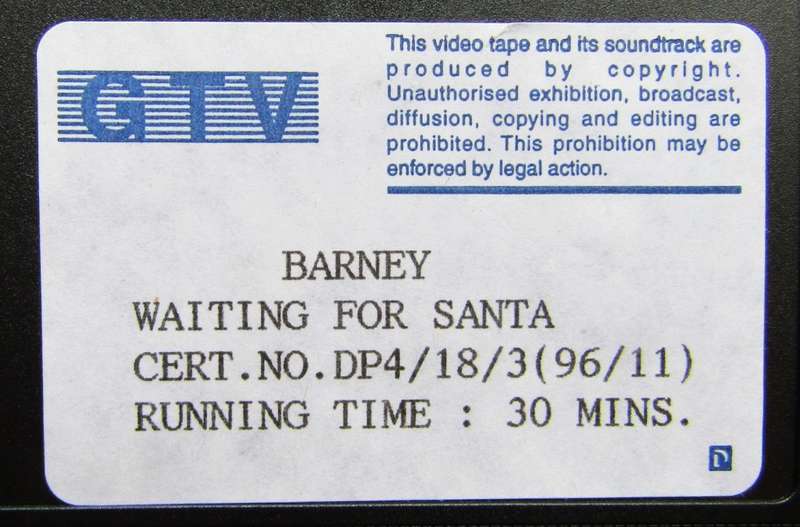 GTV
This video tape and its soundtrack are
produced by copyright.
Unauthorised exhibition, broadcast,
diffusion, copying and editing are
prohibited. This prohibition may be
enforced by legal action.
BARNEY
WAITING FOR SANTA
CERT.NO.DP4/18/3(96/11)
RUNNING TIME : 30 MINS.